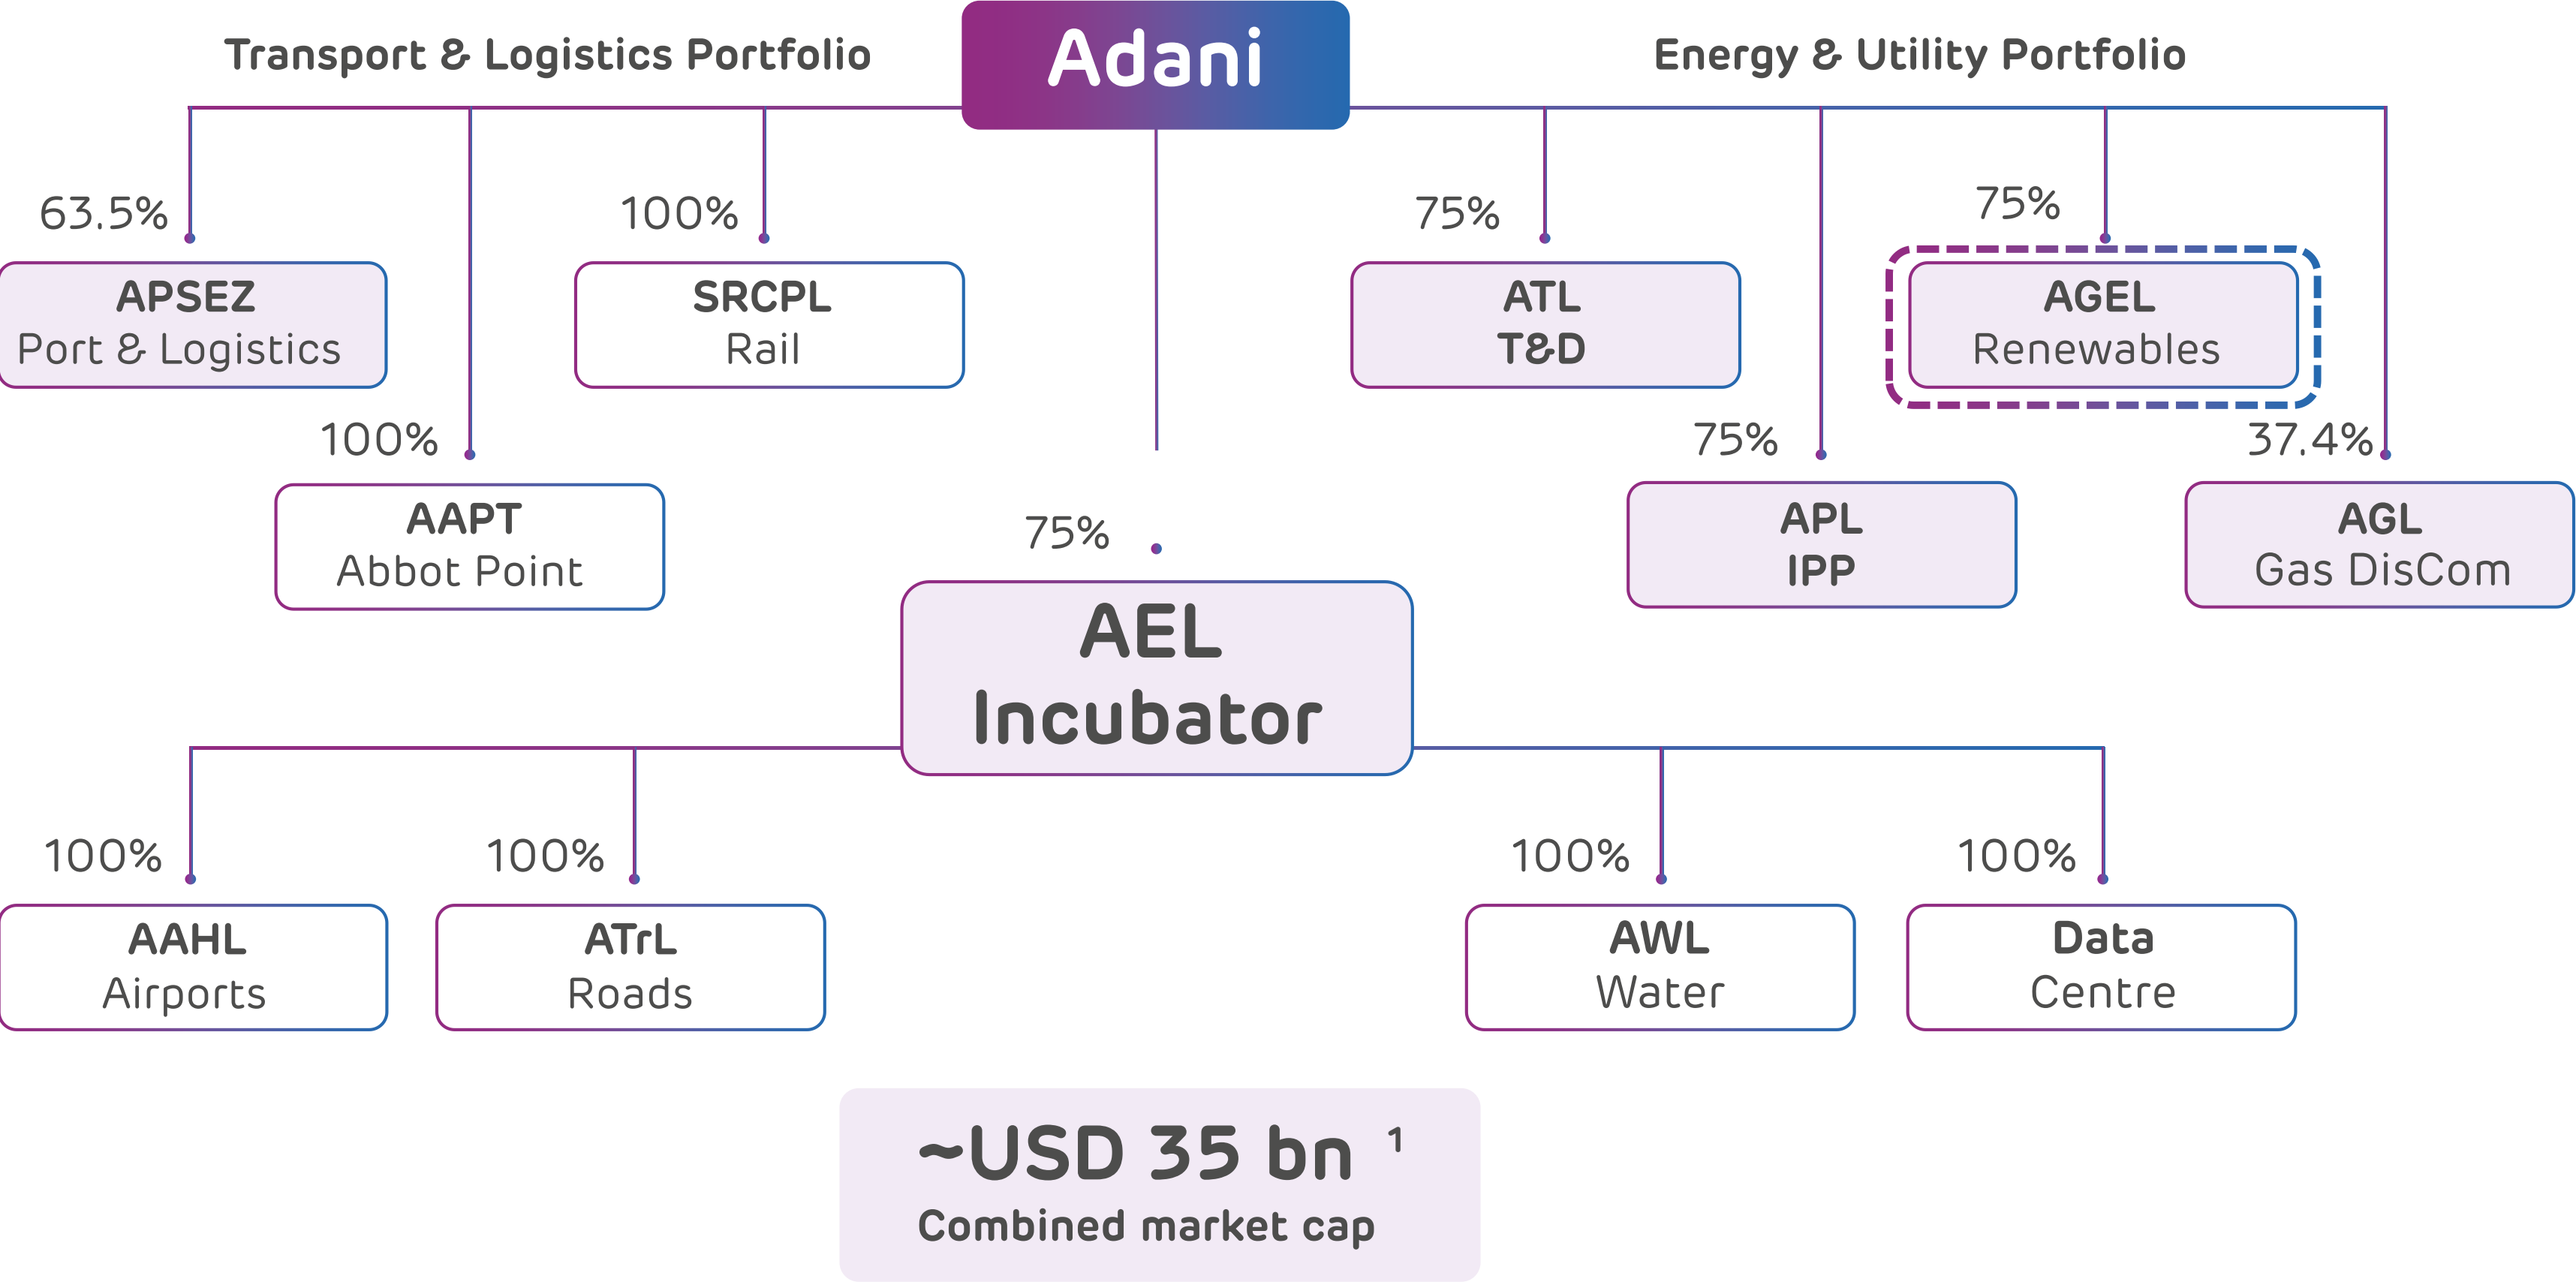 Adani
Transport & Logistics Portfolio
Energy & Utility Portfolio
63.5%
APSEZ
Port & Logistics
100%
SRCPL
Rail
100%
AAPT
Abbot Point
75%
ATL
T&D
75%
AGEL
Renewables
75%
APL
IPP
37.4%
AGL
Gas DisCom
75%
AEL
Incubator
100%
AAHL
Airports
100%
ATrL
Roads
100%
AWL
Water
100%
Data
Centre
~USD 35 bn 1
Combined market cap